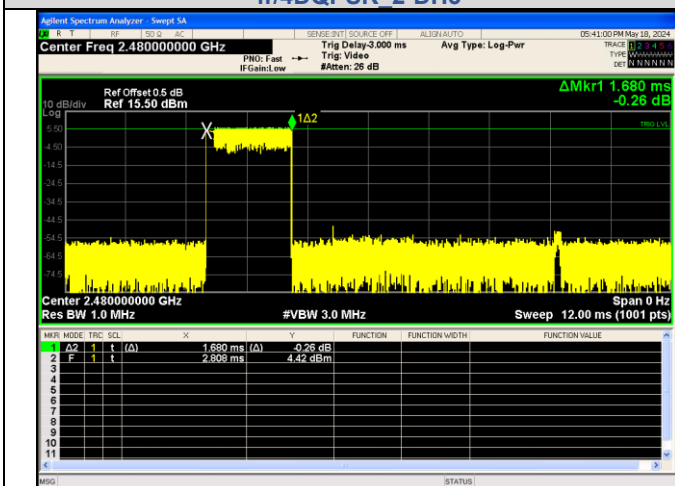 Agilent Spectrum Analyzer - Swept SA
R T RF 50 Ω AC SENSE:INT SOURCE OFF ALIGN AUTO 05:41:00 PM May 18, 2024
Center Freq 2.480000000 GHz
PNO: Fast
IFGain:Low
Trig Delay-3.000 ms
Trig: Video
#Atten: 26 dB
Avg Type: Log-Pwr
TRACE 1 2 3 4 5 6
TYPE
DET N N N N N N
Ref Offset 0.5 dB
10 dB/div Ref 15.50 dBm
ΔMkr1 1.680 ms
-0.26 dB
Log
5.50
-4.50
-14.5
-24.5
-34.5
-44.5
-54.5
-64.5
-74.5
1Δ2
TRIG LVL
Center 2.480000000 GHz Span 0 Hz
Res BW 1.0 MHz #VBW 3.0 MHz Sweep 12.00 ms (1001 pts)
MKR MODE TRC SCL X Y FUNCTION FUNCTION WIDTH FUNCTION VALUE
1 Δ2 1 t (Δ) 1.680 ms (Δ) -0.26 dB
2 F 1 t 2.808 ms 4.42 dBm
3
4
5
6
7
8
9
10
11
MSG STATUS